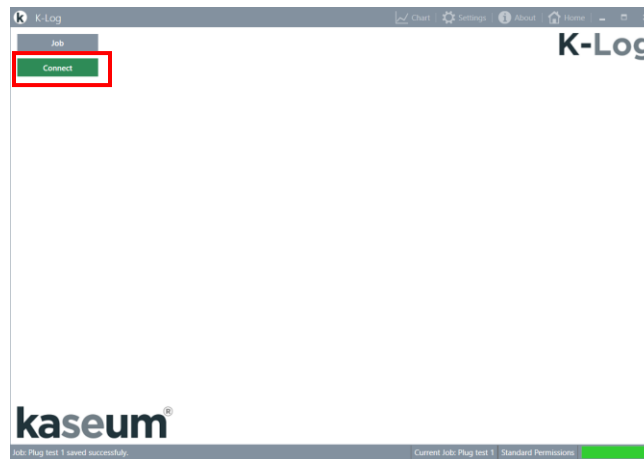 k K-Log Chart Settings About Home
Job
K-Log
Connect
kaseum®
Job: Plug test 1 saved successfully. Current Job: Plug test 1 Standard Permissions